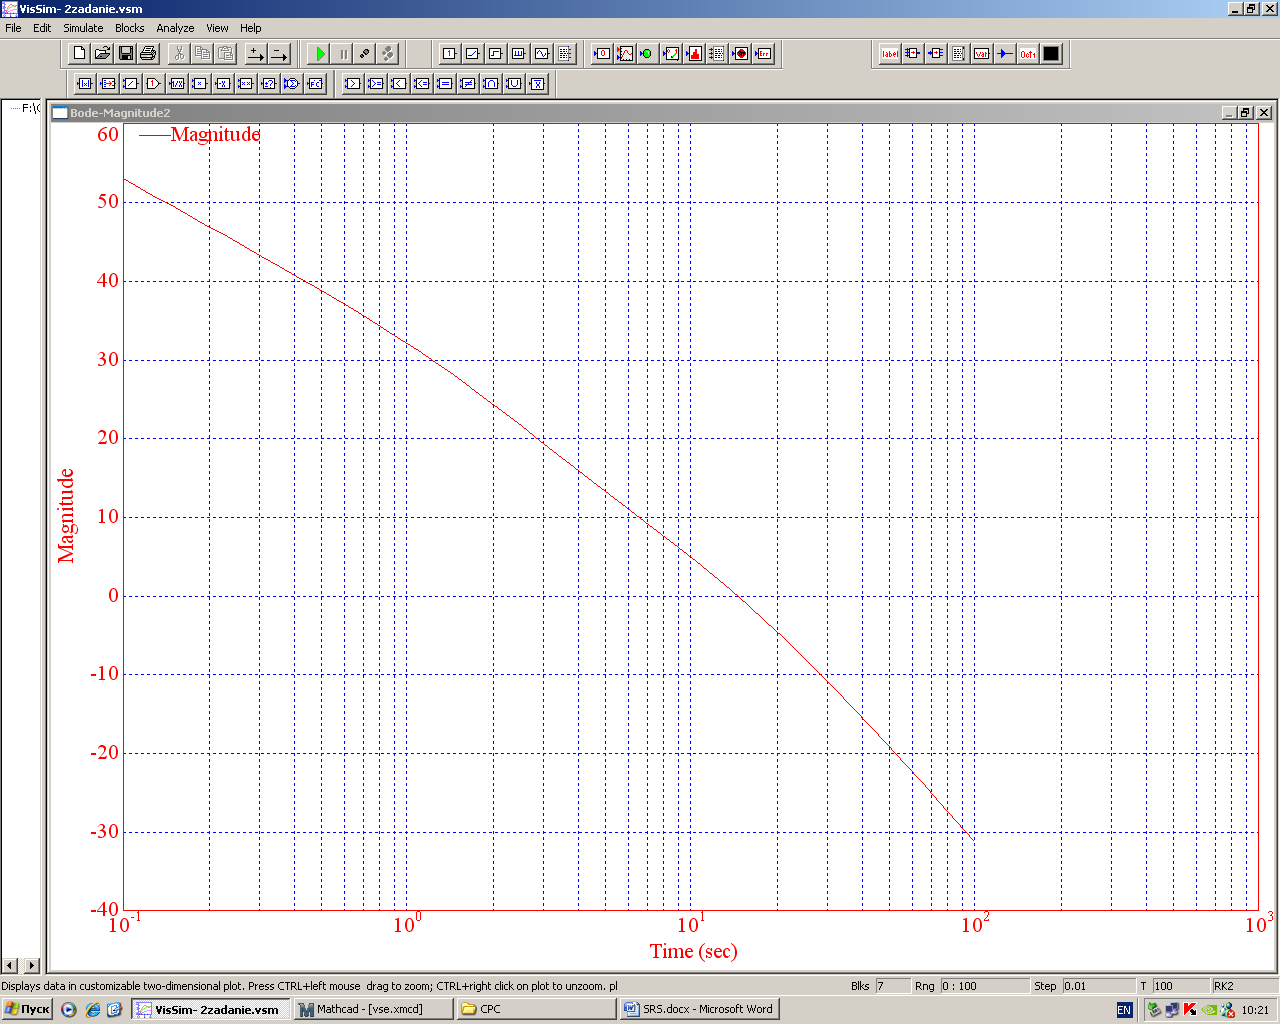 VisSim- 2zadanie.vsm
File Edit Simulate Blocks Analyze View Help
F:\
Bode-Magnitude2
Magnitude
60
50
40
30
20
10
0
-10
-20
-30
-40
Magnitude
10-1 100 101 102 103
Time (sec)
Displays data in customizable two-dimensional plot. Press CTRL+left mouse drag to zoom; CTRL+right click on plot to unzoom. pl Blks 7 Rng 0 : 100 Step 0.01 T 100 RK2
Пуск VisSim- 2zadanie.vsm Mathcad - [vse.xmcd] CPC SRS.docx - Microsoft Word EN 10:21